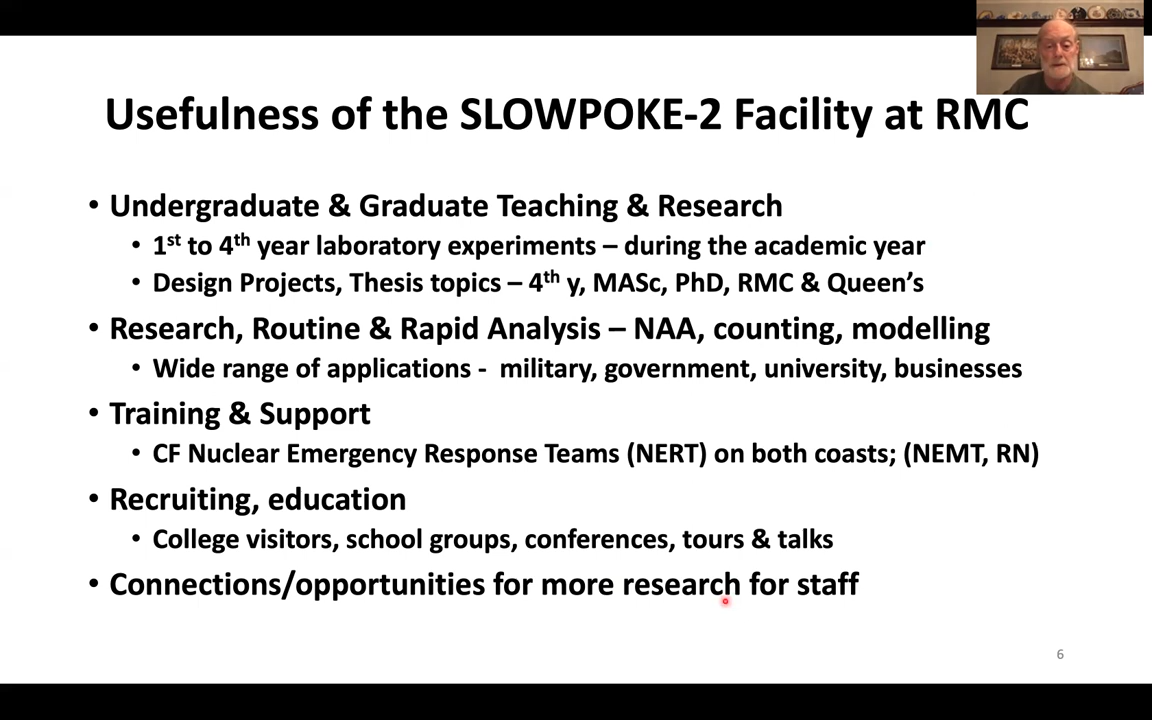 Usefulness of the SLOWPOKE-2 Facility at RMC
• Undergraduate & Graduate Teaching & Research
• 1st to 4th year laboratory experiments – during the academic year
• Design Projects, Thesis topics – 4th y, MASc, PhD, RMC & Queen’s
• Research, Routine & Rapid Analysis – NAA, counting, modelling
• Wide range of applications - military, government, university, businesses
• Training & Support
• CF Nuclear Emergency Response Teams (NERT) on both coasts; (NEMT, RN)
• Recruiting, education
• College visitors, school groups, conferences, tours & talks
• Connections/opportunities for more research for staff
6